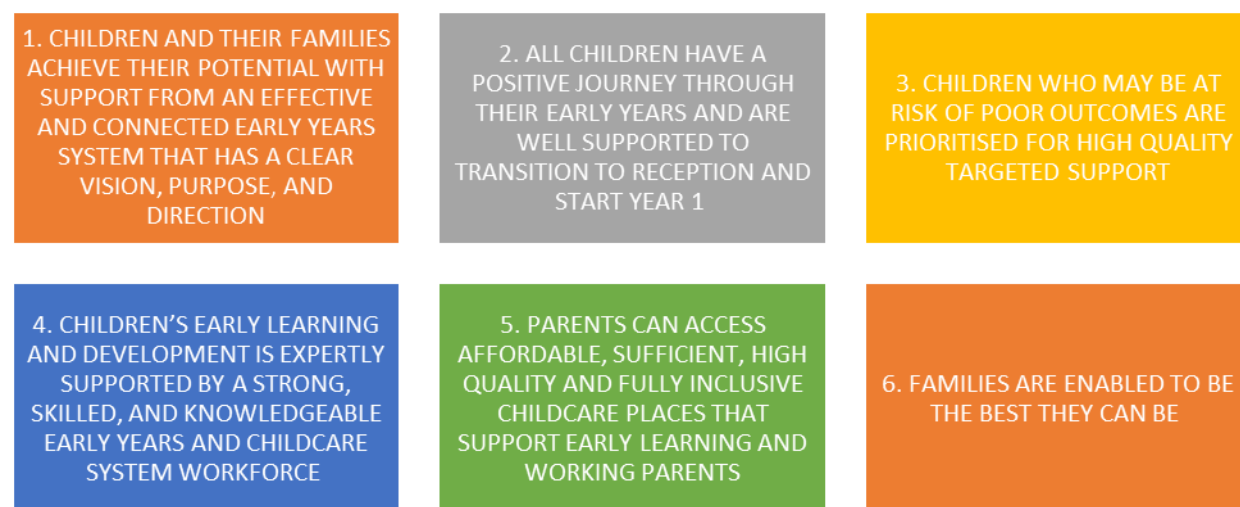 1. CHILDREN AND THEIR FAMILIES
ACHIEVE THEIR POTENTIAL WITH
SUPPORT FROM AN EFFECTIVE
AND CONNECTED EARLY YEARS
SYSTEM THAT HAS A CLEAR
VISION, PURPOSE, AND
DIRECTION
2. ALL CHILDREN HAVE A
POSITIVE JOURNEY THROUGH
THEIR EARLY YEARS AND ARE
WELL SUPPORTED TO
TRANSITION TO RECEPTION AND
START YEAR 1
3. CHILDREN WHO MAY BE AT
RISK OF POOR OUTCOMES ARE
PRIORITISED FOR HIGH QUALITY
TARGETED SUPPORT
4. CHILDREN’S EARLY LEARNING
AND DEVELOPMENT IS EXPERTLY
SUPPORTED BY A STRONG,
SKILLED, AND KNOWLEDGEABLE
EARLY YEARS AND CHILDCARE
SYSTEM WORKFORCE
5. PARENTS CAN ACCESS
AFFORDABLE, SUFFICIENT, HIGH
QUALITY AND FULLY INCLUSIVE
CHILDCARE PLACES THAT
SUPPORT EARLY LEARNING AND
WORKING PARENTS
6. FAMILIES ARE ENABLED TO BE
THE BEST THEY CAN BE